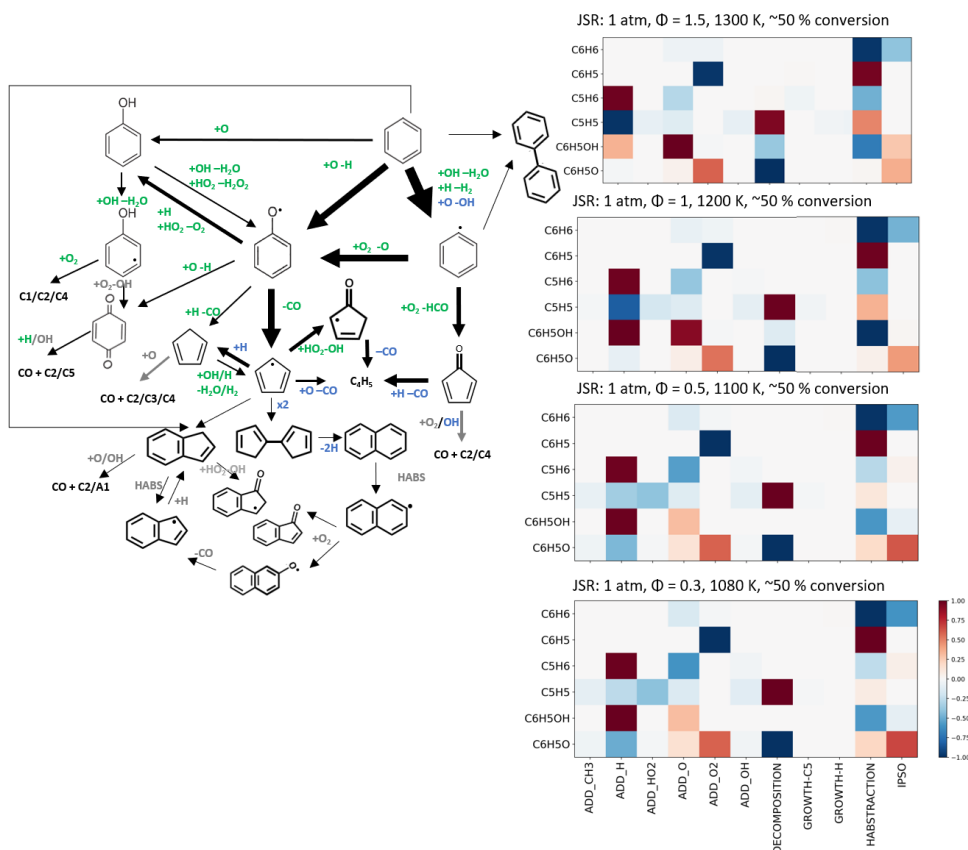 OH
+O
+O -H
+OH –H₂O
+HO₂ –H₂O₂
+OH –H₂O
+H –H₂
+O -OH
+OH –H₂O
OH
+H
+HO₂ –O₂
O•
+O₂
+O₂-OH
C1/C2/C4
+O -H
+O₂ -O
+O₂ -HCO
O
O
+H/OH
CO + C2/C5
+H -CO
-CO
O
+HO₂-OH
+O
+H
+OH/H
-H₂O/H₂
CO + C2/C3/C4
–CO
C₄H₅
+O –CO
+H –CO
O
x2
+O₂/OH
CO + C2/C4
-2H
+O/OH
CO + C2/A1
+HO₂-OH
HABS
+H
O
O
HABS
+O₂
-CO
O•
JSR: 1 atm, Φ = 1.5, 1300 K, ~50 % conversion
C6H6
C6H5
C5H6
C5H5
C6H5OH
C6H5O
JSR: 1 atm, Φ = 1, 1200 K, ~50 % conversion
C6H6
C6H5
C5H6
C5H5
C6H5OH
C6H5O
JSR: 1 atm, Φ = 0.5, 1100 K, ~50 % conversion
C6H6
C6H5
C5H6
C5H5
C6H5OH
C6H5O
JSR: 1 atm, Φ = 0.3, 1080 K, ~50 % conversion
C6H6
C6H5
C5H6
C5H5
C6H5OH
C6H5O
ADD_CH3
ADD_H
ADD_HO2
ADD_O
ADD_O2
ADD_OH
DECOMPOSITION
GROWTH-C5
GROWTH-H
HABSTRACTION
IPSO
1.00
0.75
0.50
0.25
0.00
−0.25
−0.50
−0.75
−1.00